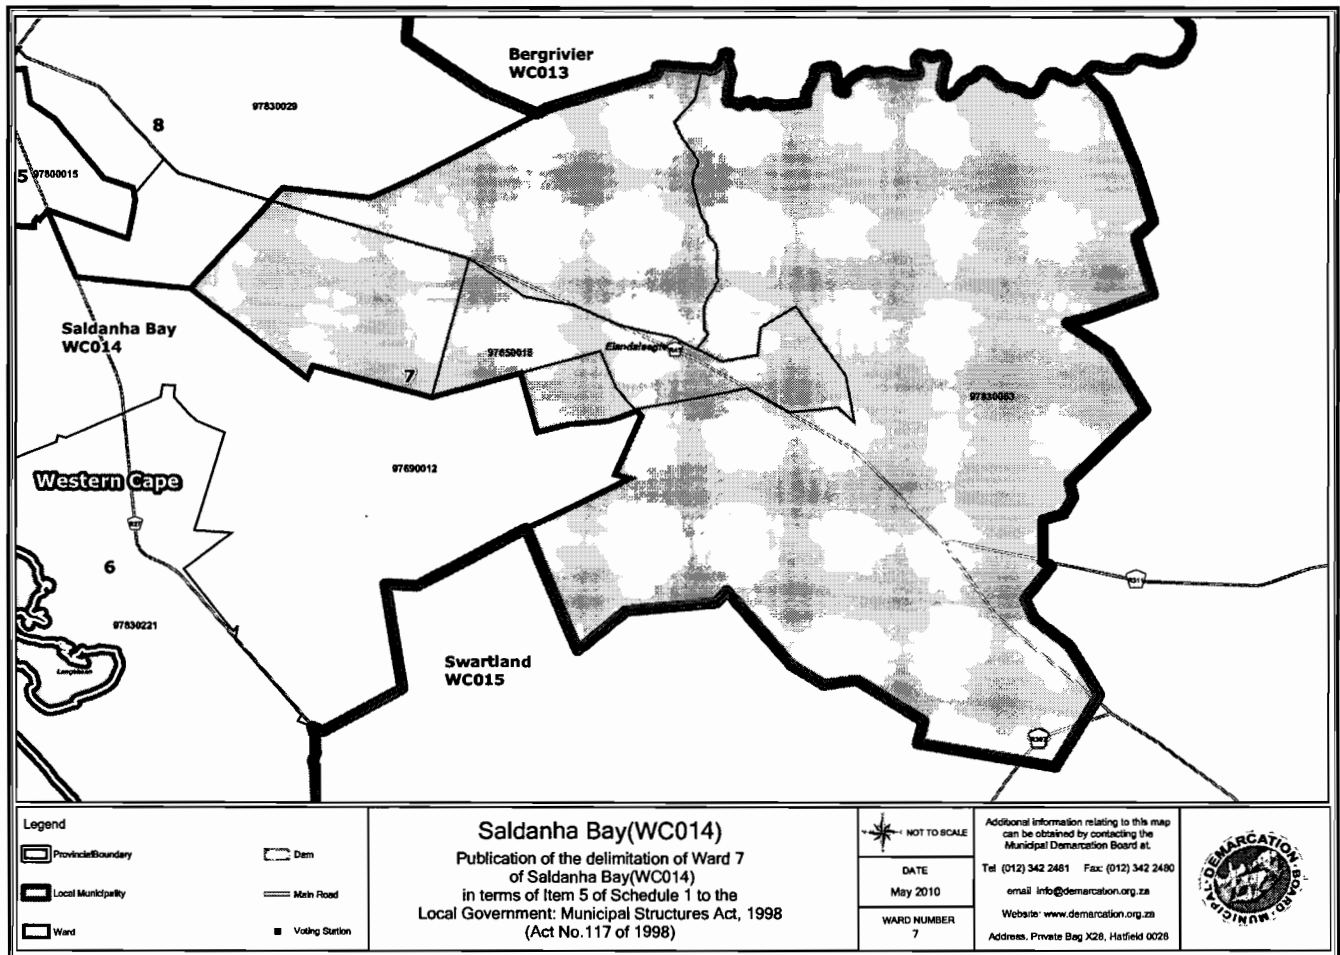 Bergrivier
WC013
97830029
8
5
97800015
Saldanha Bay
WC014
97650018
7
97830063
Western Cape
97690012
R27
6
97830221
R311
Swartland
WC015
Legend
ProvincialBoundary
Dam
Local Municipality
Main Road
Ward
Voting Station
Saldanha Bay(WC014)
Publication of the delimitation of Ward 7
of Saldanha Bay(WC014)
in terms of Item 5 of Schedule 1 to the
Local Government: Municipal Structures Act, 1998
(Act No.117 of 1998)
NOT TO SCALE
DATE
May 2010
WARD NUMBER
7
Additional information relating to this map
can be obtained by contacting the
Municipal Demarcation Board at.
Tel (012) 342 2481 Fax: (012) 342 2480
email info@demarcation.org.za
Website: www.demarcation.org.za
Address. Private Bag X28, Hatfield 0028
MUNICIPAL DEMARCATION BOARD